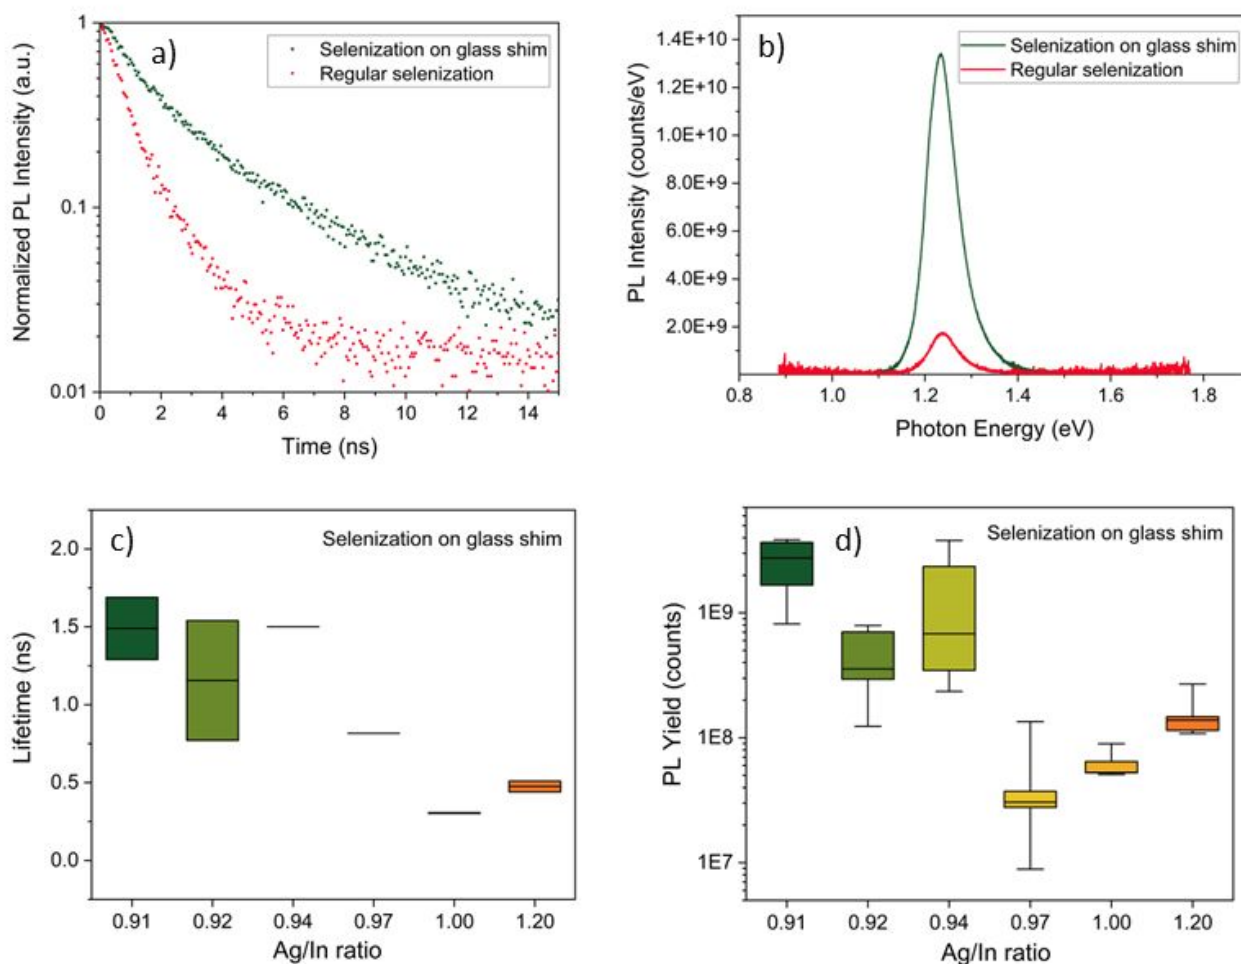 a)
Selenization on glass shim
Regular selenization
Normalized PL Intensity (a.u.)
1
0.1
0.01
0 2 4 6 8 10 12 14
Time (ns)
b)
Selenization on glass shim
Regular selenization
PL Intensity (counts/eV)
1.4E+10
1.2E+10
1.0E+10
8.0E+9
6.0E+9
4.0E+9
2.0E+9
0.8 1.0 1.2 1.4 1.6 1.8
Photon Energy (eV)
c)
Selenization on glass shim
Lifetime (ns)
2.0
1.5
1.0
0.5
0.0
0.91 0.92 0.94 0.97 1.00 1.20
Ag/In ratio
d)
Selenization on glass shim
PL Yield (counts)
1E9
1E8
1E7
0.91 0.92 0.94 0.97 1.00 1.20
Ag/In ratio